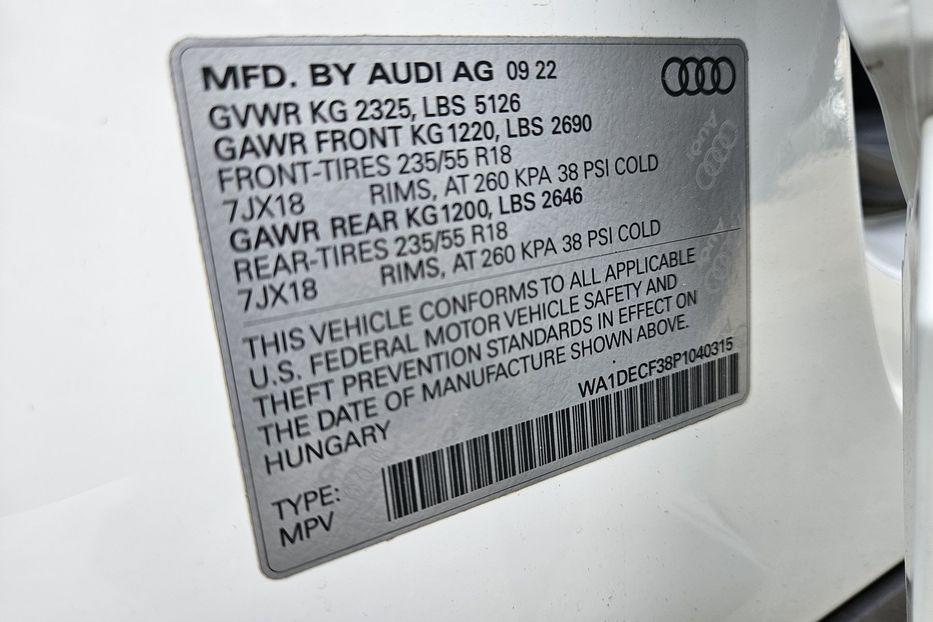 MFD. BY AUDI AG 09 22
GVWR KG 2325, LBS 5126
GAWR FRONT KG 1220, LBS 2690
FRONT-TIRES 235/55 R18
7JX18 RIMS, AT 260 KPA 38 PSI COLD
GAWR REAR KG1200, LBS 2646
REAR-TIRES 235/55 R18
7JX18 RIMS, AT 260 KPA 38 PSI COLD
THIS VEHICLE CONFORMS TO ALL APPLICABLE
U.S. FEDERAL MOTOR VEHICLE SAFETY AND
THEFT PREVENTION STANDARDS IN EFFECT ON
THE DATE OF MANUFACTURE SHOWN ABOVE.
HUNGARY
WA1DECF38P1040315
TYPE:
MPV
Audi